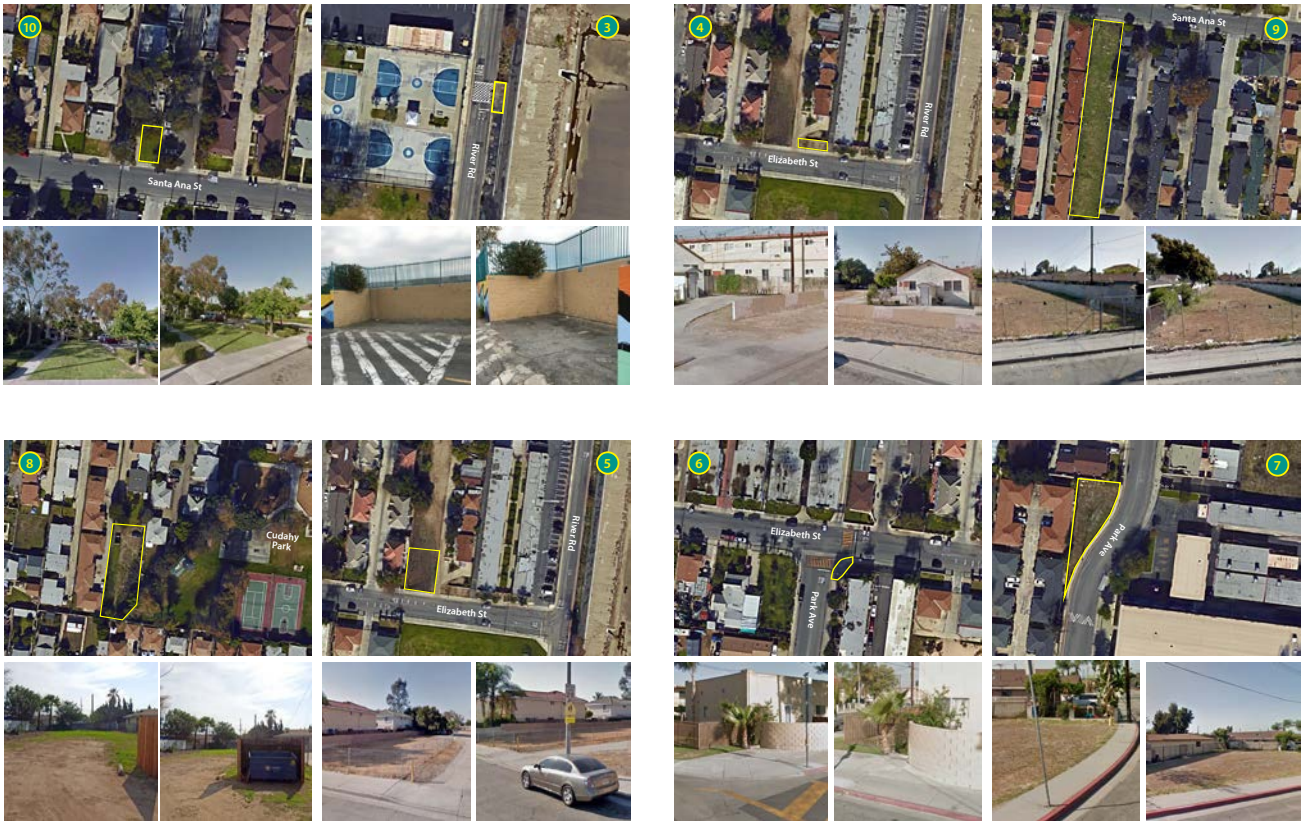 10
Santa Ana St
3
River Rd
4
Elizabeth St
River Rd
Santa Ana St
9
8
Cudahy
Park
5
Elizabeth St
River Rd
6
Elizabeth St
Park Ave
7
Park Ave